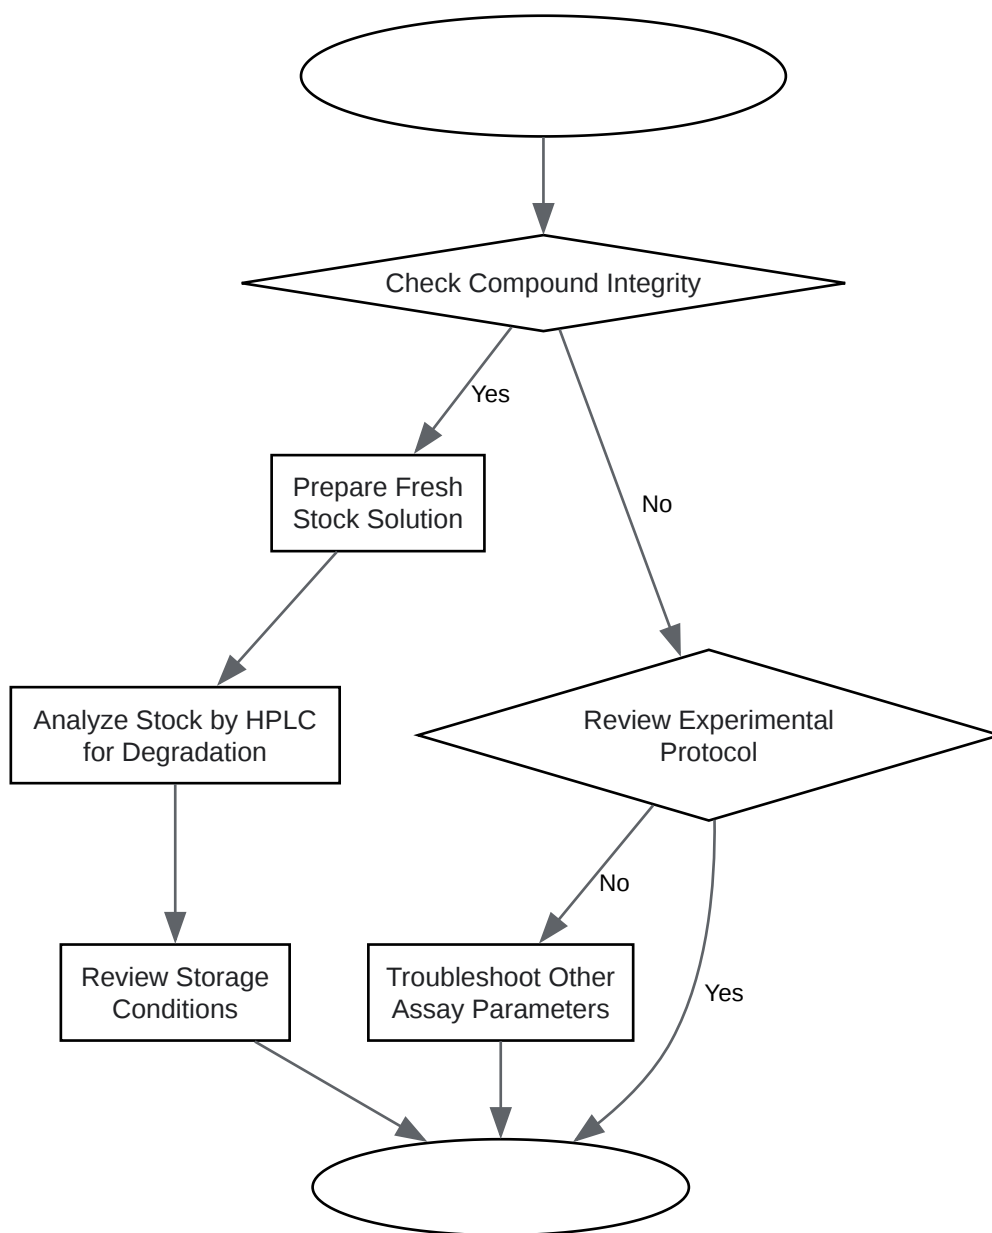 Check Compound Integrity
Yes
Prepare Fresh
Stock Solution
No
Analyze Stock by HPLC
for Degradation
Review Experimental
Protocol
No
Review Storage
Conditions
Troubleshoot Other
Assay Parameters
Yes